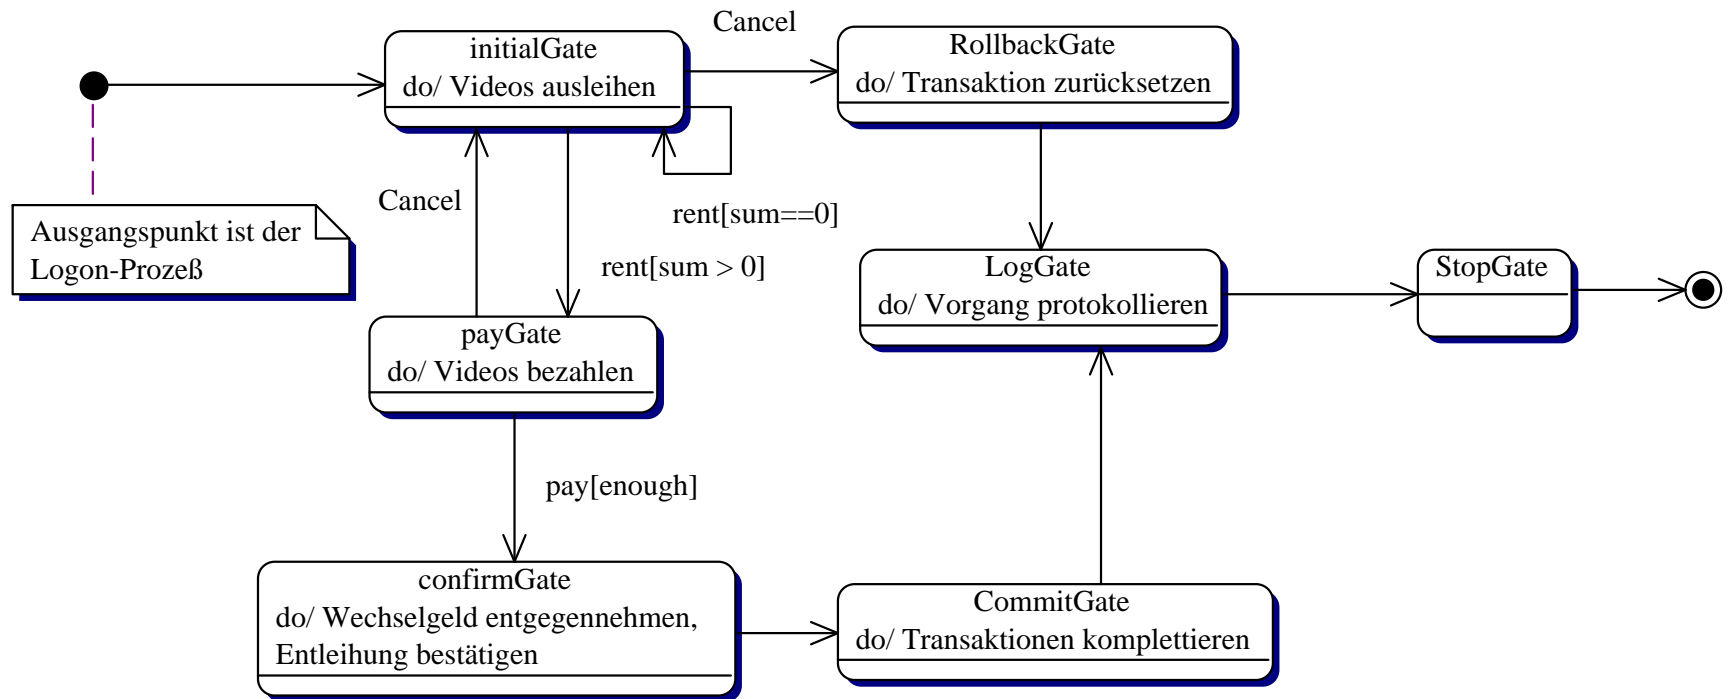 Cancel
initialGate
do/ Videos ausleihen
RollbackGate
do/ Transaktion zurücksetzen
Cancel
rent[sum==0]
Ausgangspunkt ist der
Logon-Prozeß
rent[sum > 0]
LogGate
do/ Vorgang protokollieren
StopGate
payGate
do/ Videos bezahlen
pay[enough]
confirmGate
do/ Wechselgeld entgegennehmen,
Entleihung bestätigen
CommitGate
do/ Transaktionen komplettieren